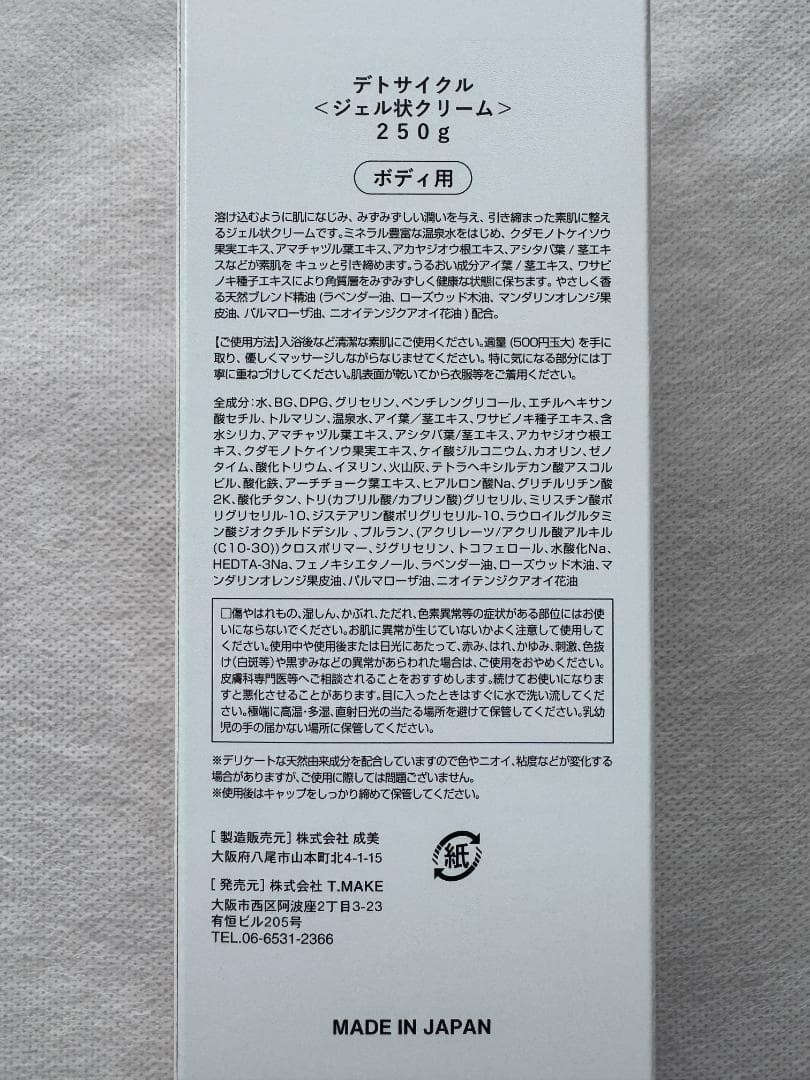 デトサイクル
<ジェル状クリーム>
250g
ボディ用
溶け込むように肌になじみ、みずみずしい潤いを与え、引き締まった素肌に整え
るジェル状クリームです。ミネラル豊富な温泉水をはじめ、クダモノトケイソウ
果実エキス、アマチャヅル葉エキス、アカヤジオウ根エキス、アシタバ葉/茎エキ
スなどが素肌を キュッと引き締めます。うるおい成分アイ葉/茎エキス、ワサビ
ノキ種子エキスにより角質層をみずみずしく健康な状態に保ちます。やさしく香
る天然ブレンド精油(ラベンダー油、ローズウッド木油、マンダリンオレンジ果
皮油、パルマローザ油、ニオイテンジクアオイ花油)配合。
【ご使用方法】入浴後など清潔な素肌にご使用ください。適量(500円玉大)を手に
取り、優しくマッサージしながらなじませてください。特に気になる部分には丁
寧に重ねづけしてください。肌表面が乾いてから衣服等をご着用ください。
全成分:水、BG、DPG、グリセリン、ペンチレングリコール、エチルヘキサン
酸セチル、トルマリン、温泉水、アイ葉/茎エキス、ワサビノキ種子エキス、含
水シリカ、アマチャヅル葉エキス、アシタバ葉/茎エキス、アカヤジオウ根エ
キス、クダモノトケイソウ果実エキス、ケイ酸ジルコニウム、カオリン、ゼノ
タイム、酸化トリウム、イヌリン、火山灰、テトラヘキシルデカン酸アスコル
ビル、酸化鉄、アーチチョーク葉エキス、ヒアルロン酸Na、グリチルリチン酸
2K、酸化チタン、トリ(カプリル酸/カプリン酸)グリセリル、ミリスチン酸ポ
リグリセリル-10、ジステアリン酸ポリグリセリル-10、ラウロイルグルタミ
ン酸ジオクチルドデシル、プルラン、(アクリレーツ/アクリル酸アルキル
(C10-30))クロスポリマー、ジグリセリン、トコフェロール、水酸化Na、
HEDTA-3Na、フェノキシエタノール、ラベンダー油、ローズウッド木油、マ
ンダリンオレンジ果皮油、パルマローザ油、ニオイテンジクアオイ花油
□傷やはれもの、湿しん、かぶれ、ただれ、色素異常等の症状がある部位にはお使
いにならないでください。お肌に異常が生じていないかよく注意して使用して
ください。使用中や使用後または日光にあたって、赤み、はれ、かゆみ、刺激、色抜
け(白斑等)や黒ずみなどの異常があらわれた場合は、ご使用をおやめください。
皮膚科専門医等へご相談されることをおすすめします。続けてお使いになりま
すと悪化させることがあります。目に入ったときはすぐに水で洗い流してくだ
さい。極端に高温・多湿、直射日光の当たる場所を避けて保管してください。乳幼
児の手の届かない場所に保管してください。
※デリケートな天然由来成分を配合していますので色やニオイ、粘度などが変化する
場合がありますが、ご使用に際しては問題ございません。
※使用後はキャップをしっかり締めて保管してください。
[製造販売元]株式会社 成美
大阪府八尾市山本町北4-1-15
紙
[発売元]株式会社 T.MAKE
大阪市西区阿波座2丁目3-23
有恒ビル205号
TEL.06-6531-2366
MADE IN JAPAN